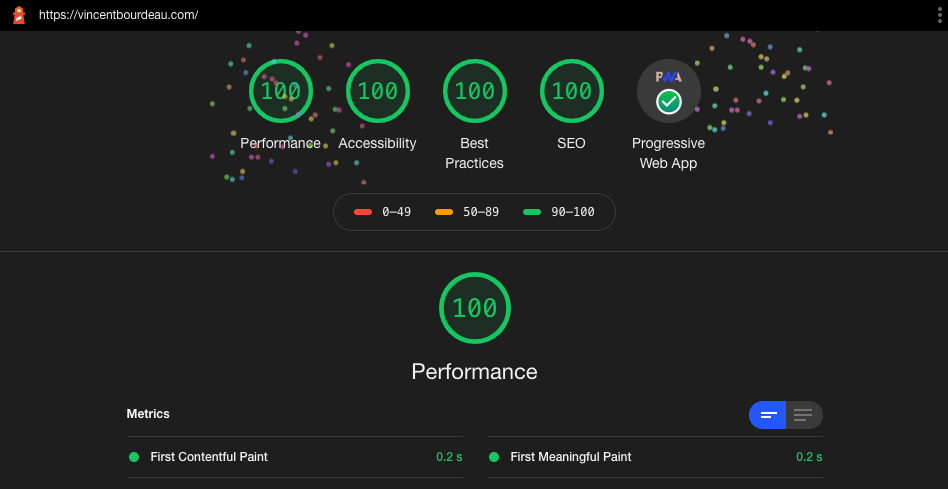 https://vincentbourdeau.com/
100 100 100 100 PWA
Performance Accessibility Best SEO Progressive
Practices Web App
0–49 50–89 90–100
100
Performance
Metrics
First Contentful Paint 0.2 s First Meaningful Paint 0.2 s